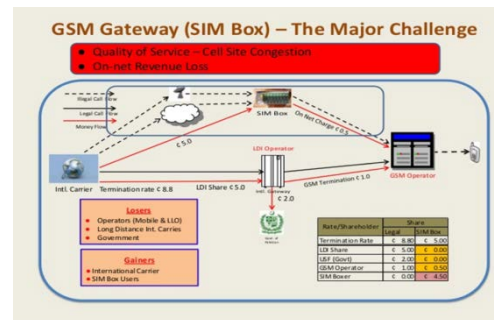 GSM Gateway (SIM Box) – The Major Challenge
• Quality of Service – Cell Site Congestion
• On-net Revenue Loss
Illegal Call Flow
Legal Call Flow
Money Flow
SIM Box
On Net Charge ¢ 0.5
¢ 5.0
LDI Operator
GSM Operator
Intl. Carrier
Termination rate ¢ 8.8
LDI Share ¢ 5.0
Intl. Gateway
GSM Termination ¢ 1.0
¢ 2.0
Losers
• Operators (Mobile & LLO)
• Long Distance Int. Carries
• Government
Gainers
• International Carrier
• SIM Box Users
Rate/Shareholder Share
Legal SIM Box
Termination Rate ¢ 8.80 ¢ 5.00
LDI Share ¢ 5.00 ¢ 0.00
USF (Govt) ¢ 2.00 ¢ 0.00
GSM Operator ¢ 1.00 ¢ 0.50
SIM Boxer ¢ 0.00 ¢ 4.50